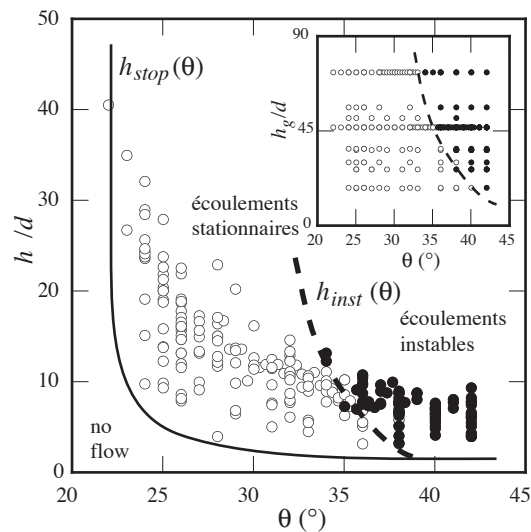 50
40
30
20
10
0
h /d
20
25
30
35
40
45
θ (°)
h_stop(θ)
écoulements
stationnaires
h_inst (θ)
écoulements
instables
no
flow
90
45
0
h_g/d
20
25
30
35
40
45
θ (°)